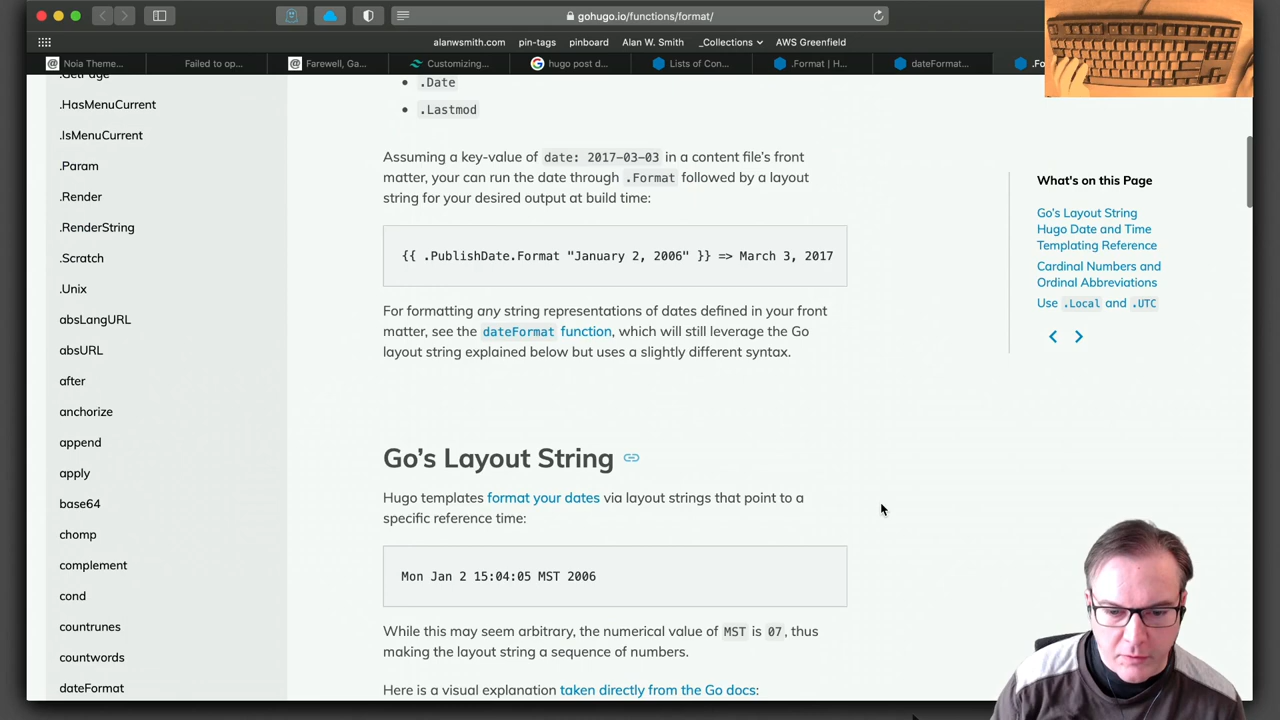 gohugo.io/functions/format/
alanwsmith.com pin-tags pinboard Alan W. Smith _Collections AWS Greenfield
Noia Theme... Failed to op... Farewell, Ga... Customizing... hugo post d... Lists of Con... .Format | H... dateFormat... .Fo
.GetPage
.HasMenuCurrent
.IsMenuCurrent
.Param
.Render
.RenderString
.Scratch
.Unix
absLangURL
absURL
after
anchorize
append
apply
base64
chomp
complement
cond
countrunes
countwords
dateFormat
.Date
.Lastmod
Assuming a key-value of date: 2017-03-03 in a content file's front
matter, your can run the date through .Format followed by a layout
string for your desired output at build time:
{{ .PublishDate.Format "January 2, 2006" }} => March 3, 2017
For formatting any string representations of dates defined in your front
matter, see the dateFormat function, which will still leverage the Go
layout string explained below but uses a slightly different syntax.
Go's Layout String
Hugo templates format your dates via layout strings that point to a
specific reference time:
Mon Jan 2 15:04:05 MST 2006
While this may seem arbitrary, the numerical value of MST is 07, thus
making the layout string a sequence of numbers.
Here is a visual explanation taken directly from the Go docs:
What's on this Page
Go's Layout String
Hugo Date and Time
Templating Reference
Cardinal Numbers and
Ordinal Abbreviations
Use .Local and .UTC